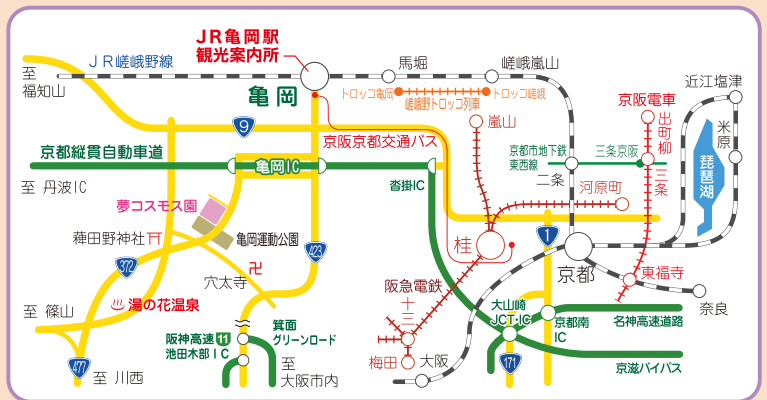 JR亀岡駅
観光案内所
JR嵯峨野線
馬堀
嵯峨嵐山
近江塩津
至
福知山
亀岡
トロッコ亀岡
嵯峨野トロッコ列車
トロッコ嵯峨
京阪電車
出町柳
米原
9
嵐山
京阪京都交通バス
京都市地下鉄
東西線
三条京阪
三条
琵琶湖
京都縦貫自動車道
亀岡IC
沓掛IC
二条
至 丹波IC
河原町
夢コスモス園
薭田野神社
亀岡運動公園
桂
1
423
372
穴太寺
京都
東福寺
阪急電鉄
十三
奈良
湯の花温泉
至 篠山
大山崎
JCT・IC
京都南
IC
名神高速道路
箕面
グリーンロード
阪神高速11
池田木部IC
至
大阪市内
梅田
大阪
171
京滋バイパス
477
至 川西